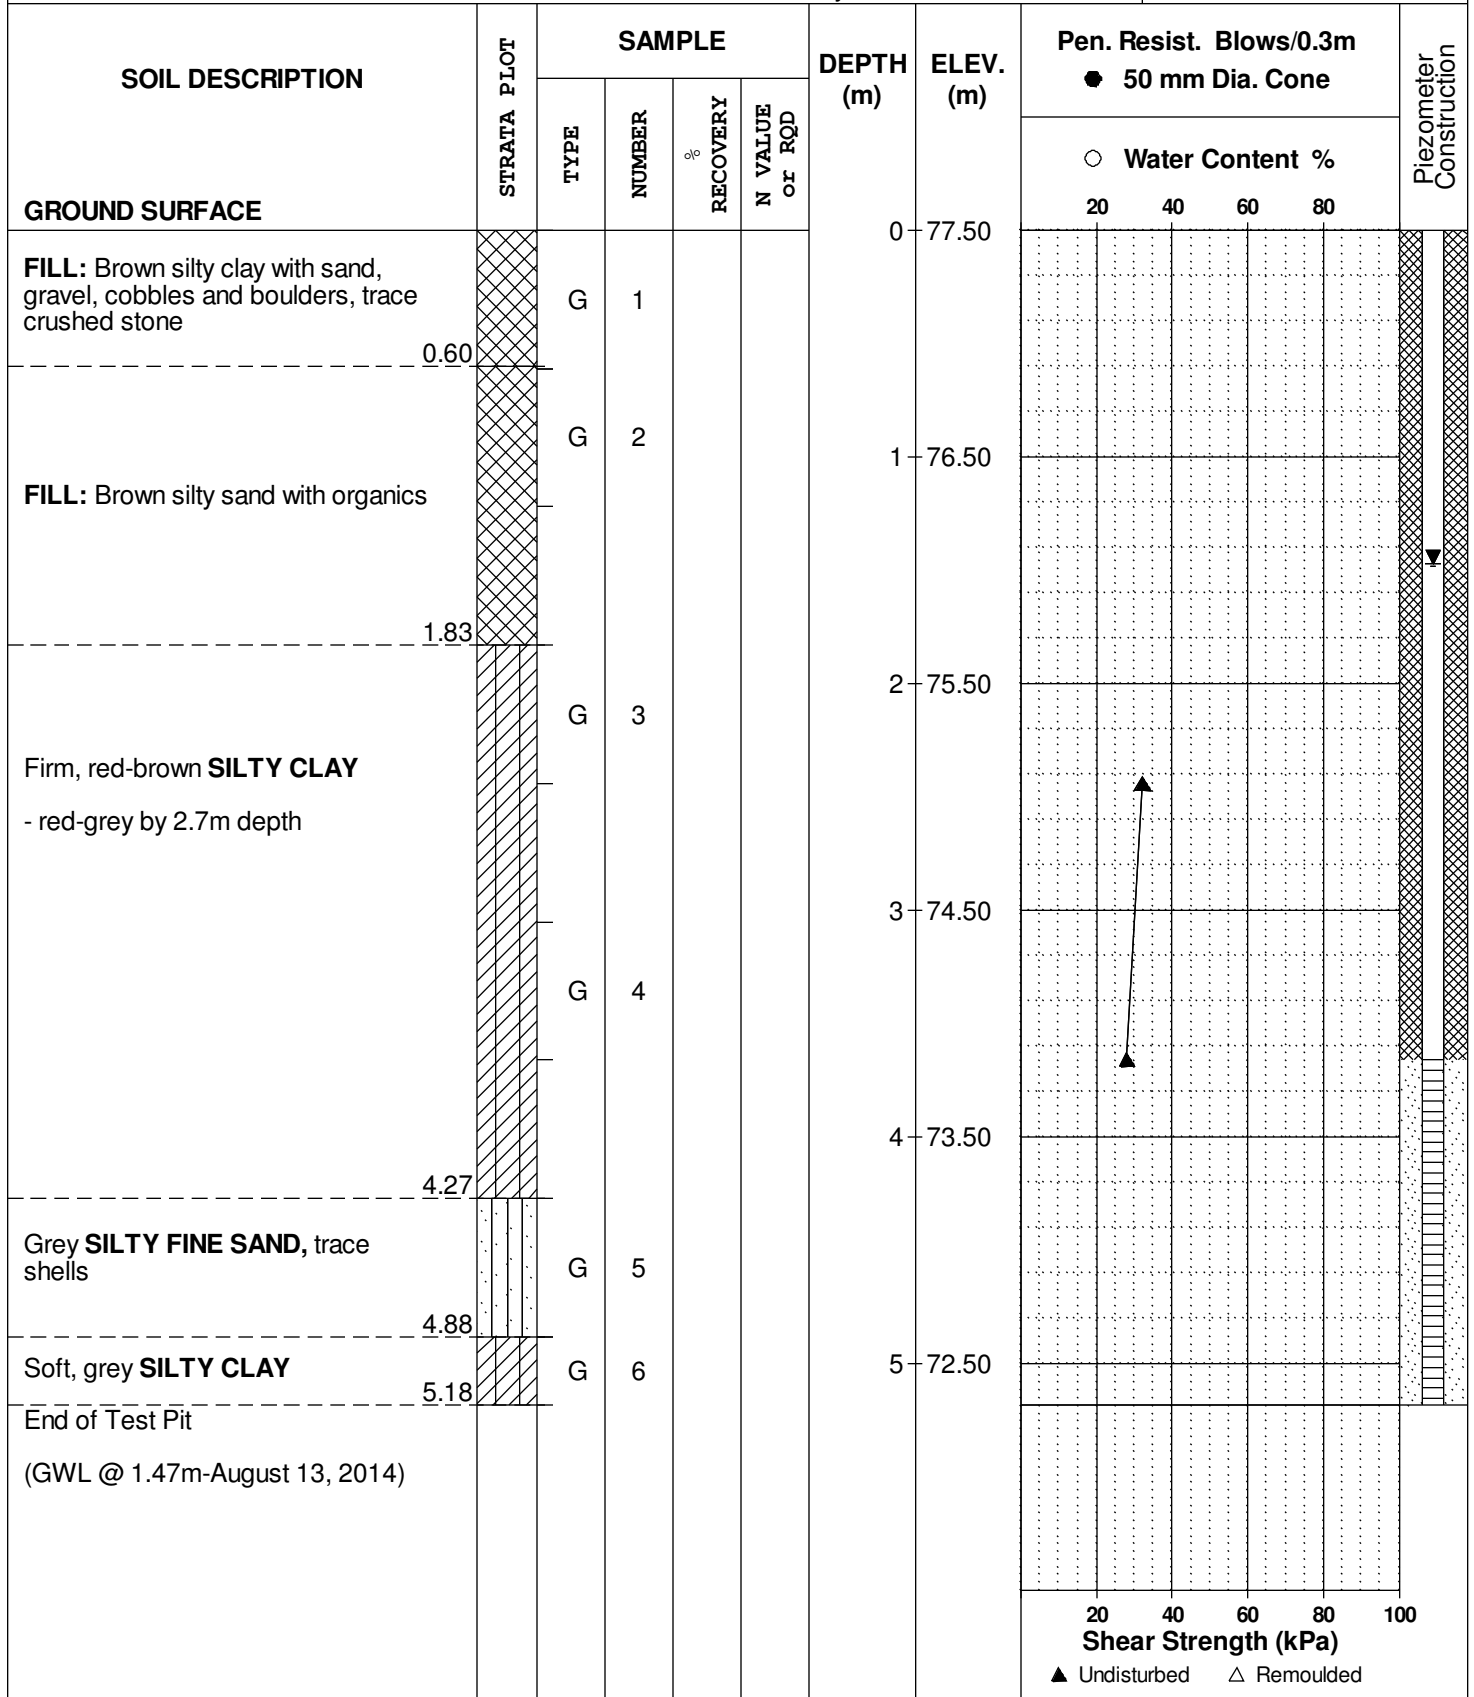 SOIL DESCRIPTION
GROUND SURFACE
STRATA PLOT
SAMPLE
TYPE
NUMBER
%
RECOVERY
N VALUE
or RQD
DEPTH
(m)
ELEV.
(m)
Pen. Resist. Blows/0.3m
● 50 mm Dia. Cone
○ Water Content %
20 40 60 80
Piezometer
Construction
0 77.50
FILL: Brown silty clay with sand,
gravel, cobbles and boulders, trace
crushed stone
0.60
G 1
G 2
1 76.50
FILL: Brown silty sand with organics
1.83
2 75.50
G 3
Firm, red-brown SILTY CLAY
- red-grey by 2.7m depth
3 74.50
G 4
4 73.50
4.27
Grey SILTY FINE SAND, trace
shells
G 5
4.88
Soft, grey SILTY CLAY
G 6
5 72.50
5.18
End of Test Pit
(GWL @ 1.47m-August 13, 2014)
20 40 60 80 100
Shear Strength (kPa)
▲ Undisturbed △ Remoulded